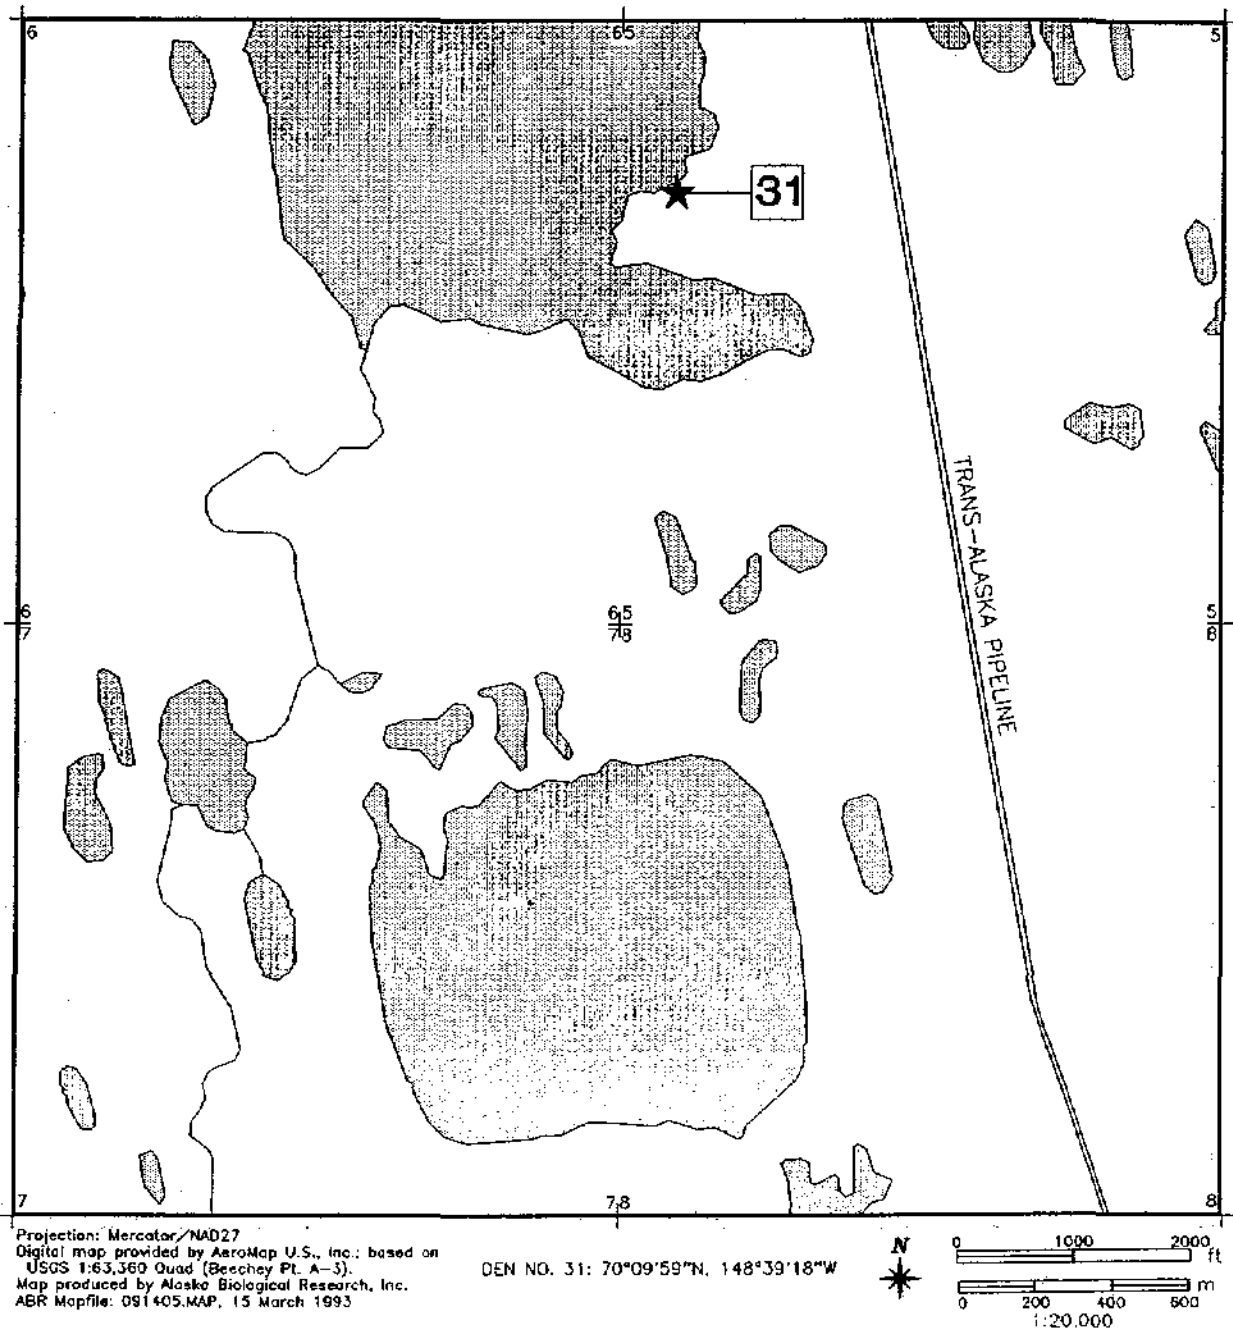 6
65
5
31
TRANS-ALASKA PIPELINE
6
7
65
78
5
8
7
78
8
Projection: Mercator/NAD27
Digital map provided by AeroMap U.S., Inc.; based on
USGS 1:63,360 Quad (Beechey Pt. A-3).
Map produced by Alaska Biological Research, Inc.
ABR Mapfile: 091405.MAP, 15 March 1993
DEN NO. 31: 70°09'59"N, 148°39'18"W
N
0 1000 2000 ft
0 200 400 600 m
1:20,000